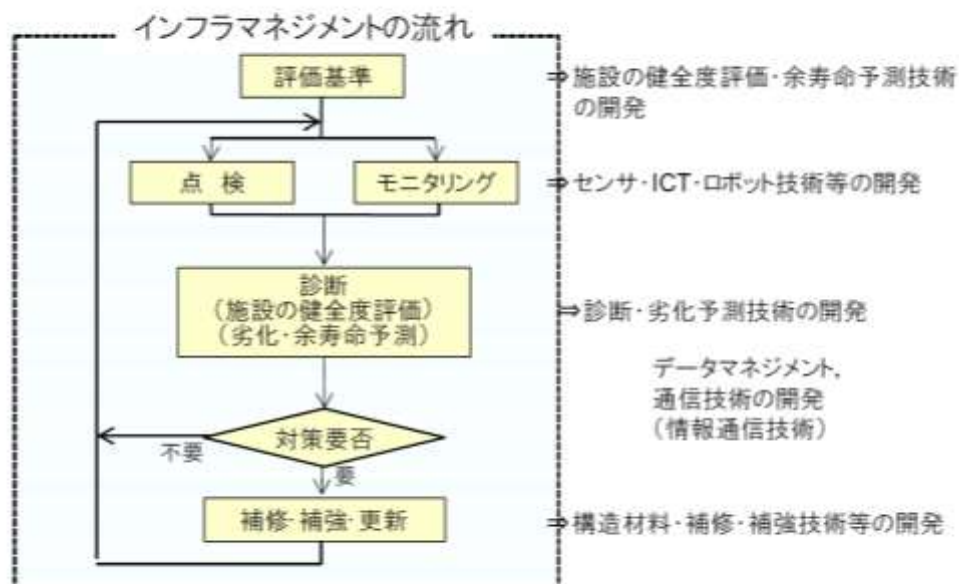 インフラマネジメントの流れ
評価基準
⇒施設の健全度評価・余寿命予測技術
の開発
点 検
モニタリング
⇒センサ・ICT・ロボット技術等の開発
診断
（施設の健全度評価）
（劣化・余寿命予測）
⇒診断・劣化予測技術の開発
データマネジメント,
通信技術の開発
（情報通信技術）
対策要否
不要
要
補修・補強・更新
⇒構造材料・補修・補強技術等の開発